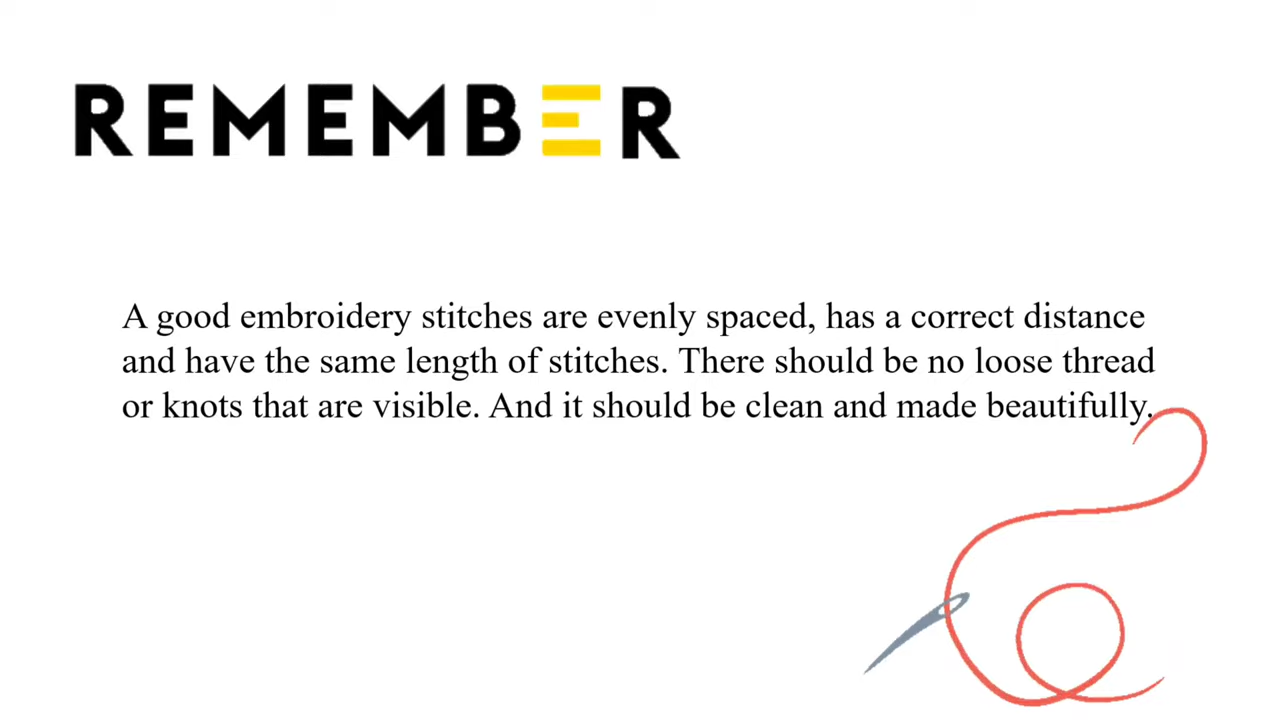 REMEMBER
A good embroidery stitches are evenly spaced, has a correct distance
and have the same length of stitches. There should be no loose thread
or knots that are visible. And it should be clean and made beautifully.